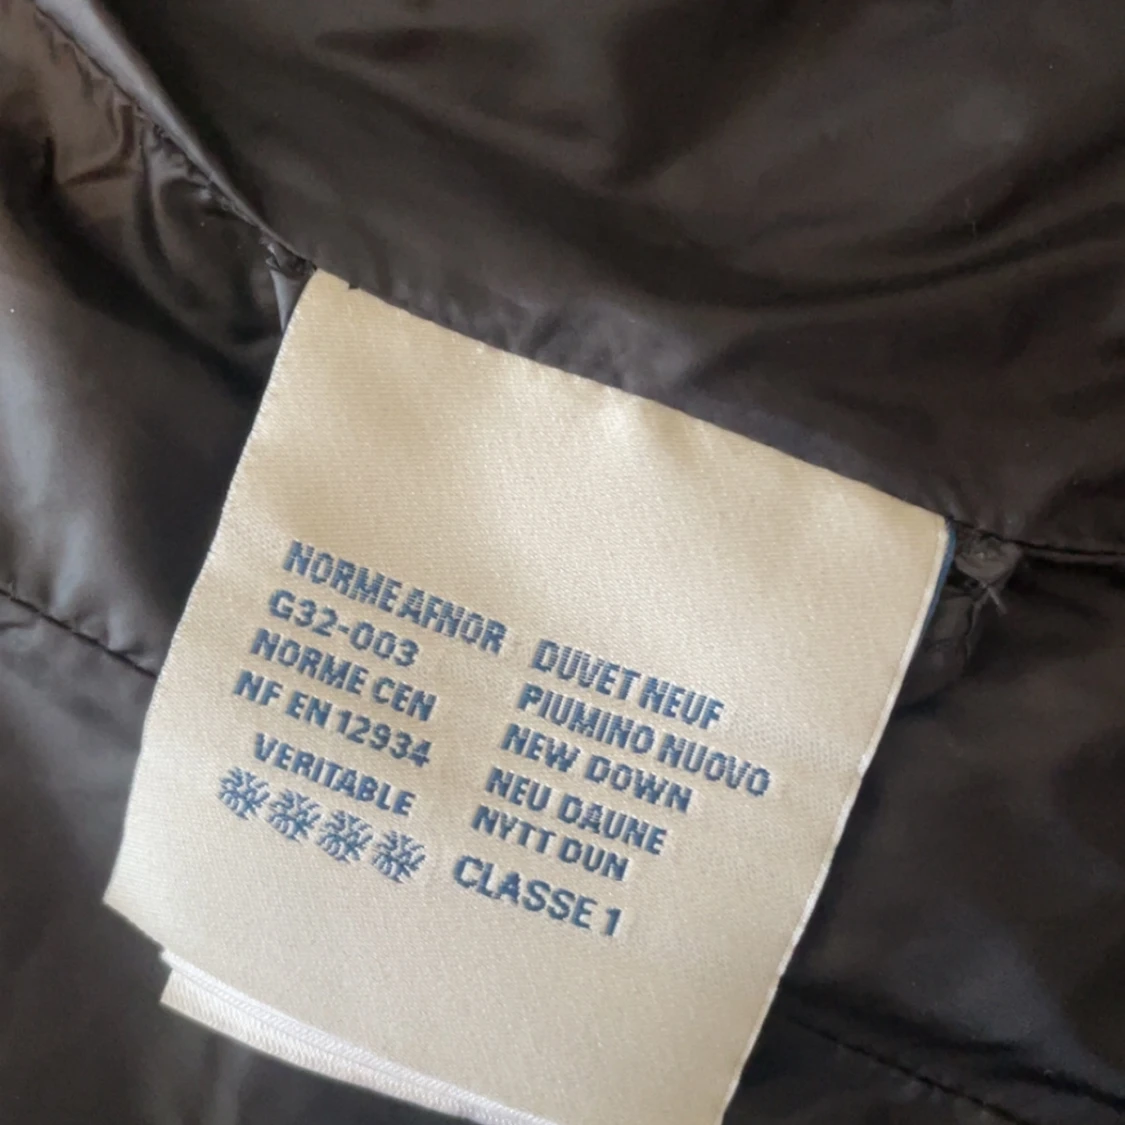 NORME AFNOR
G32-003
NORME CEN
NF EN 12934
VERITABLE
DUVET NEUF
PIUMINO NUOVO
NEW DOWN
NEU DAUNE
NYTT DUN
CLASSE 1